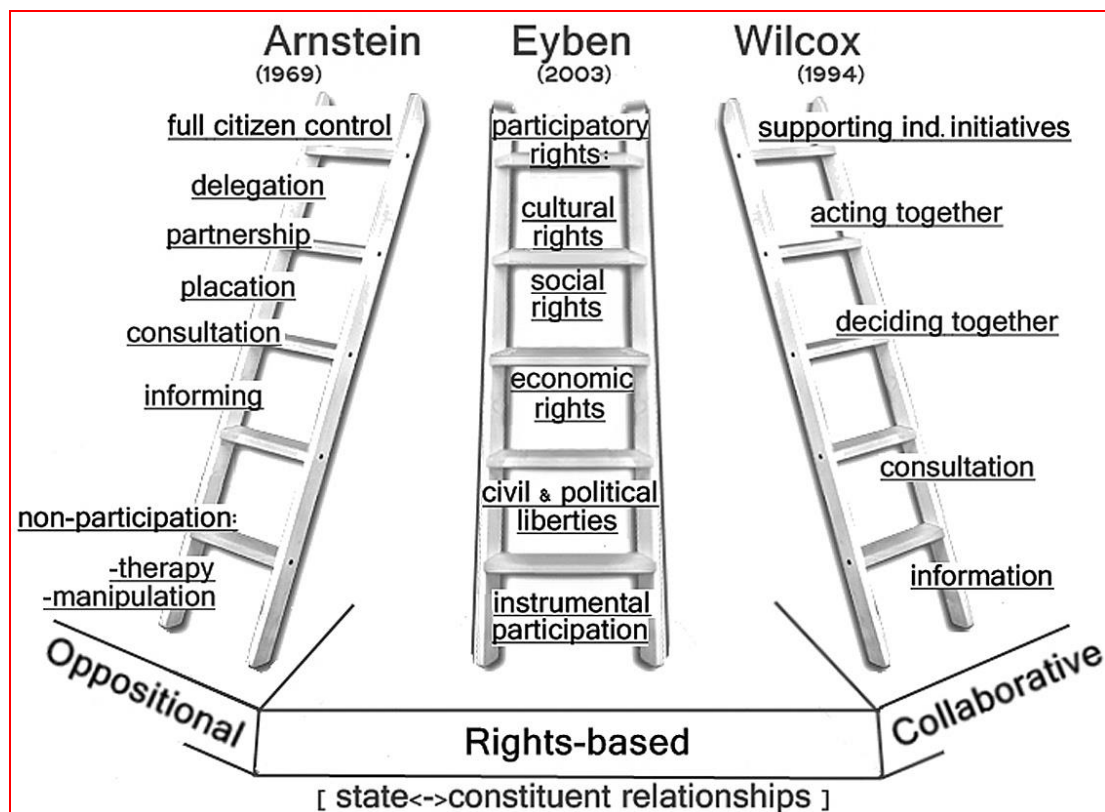 Arnstein
(1969)
full citizen control
delegation
partnership
placation
consultation
informing
non-participation:
-therapy
-manipulation
Oppositional
Eyben
(2003)
participatory
rights:
cultural
rights
social
rights
economic
rights
civil & political
liberties
instrumental
participation
Rights-based
Wilcox
(1994)
supporting ind. initiatives
acting together
deciding together
consultation
information
Collaborative
[ state<->constituent relationships ]